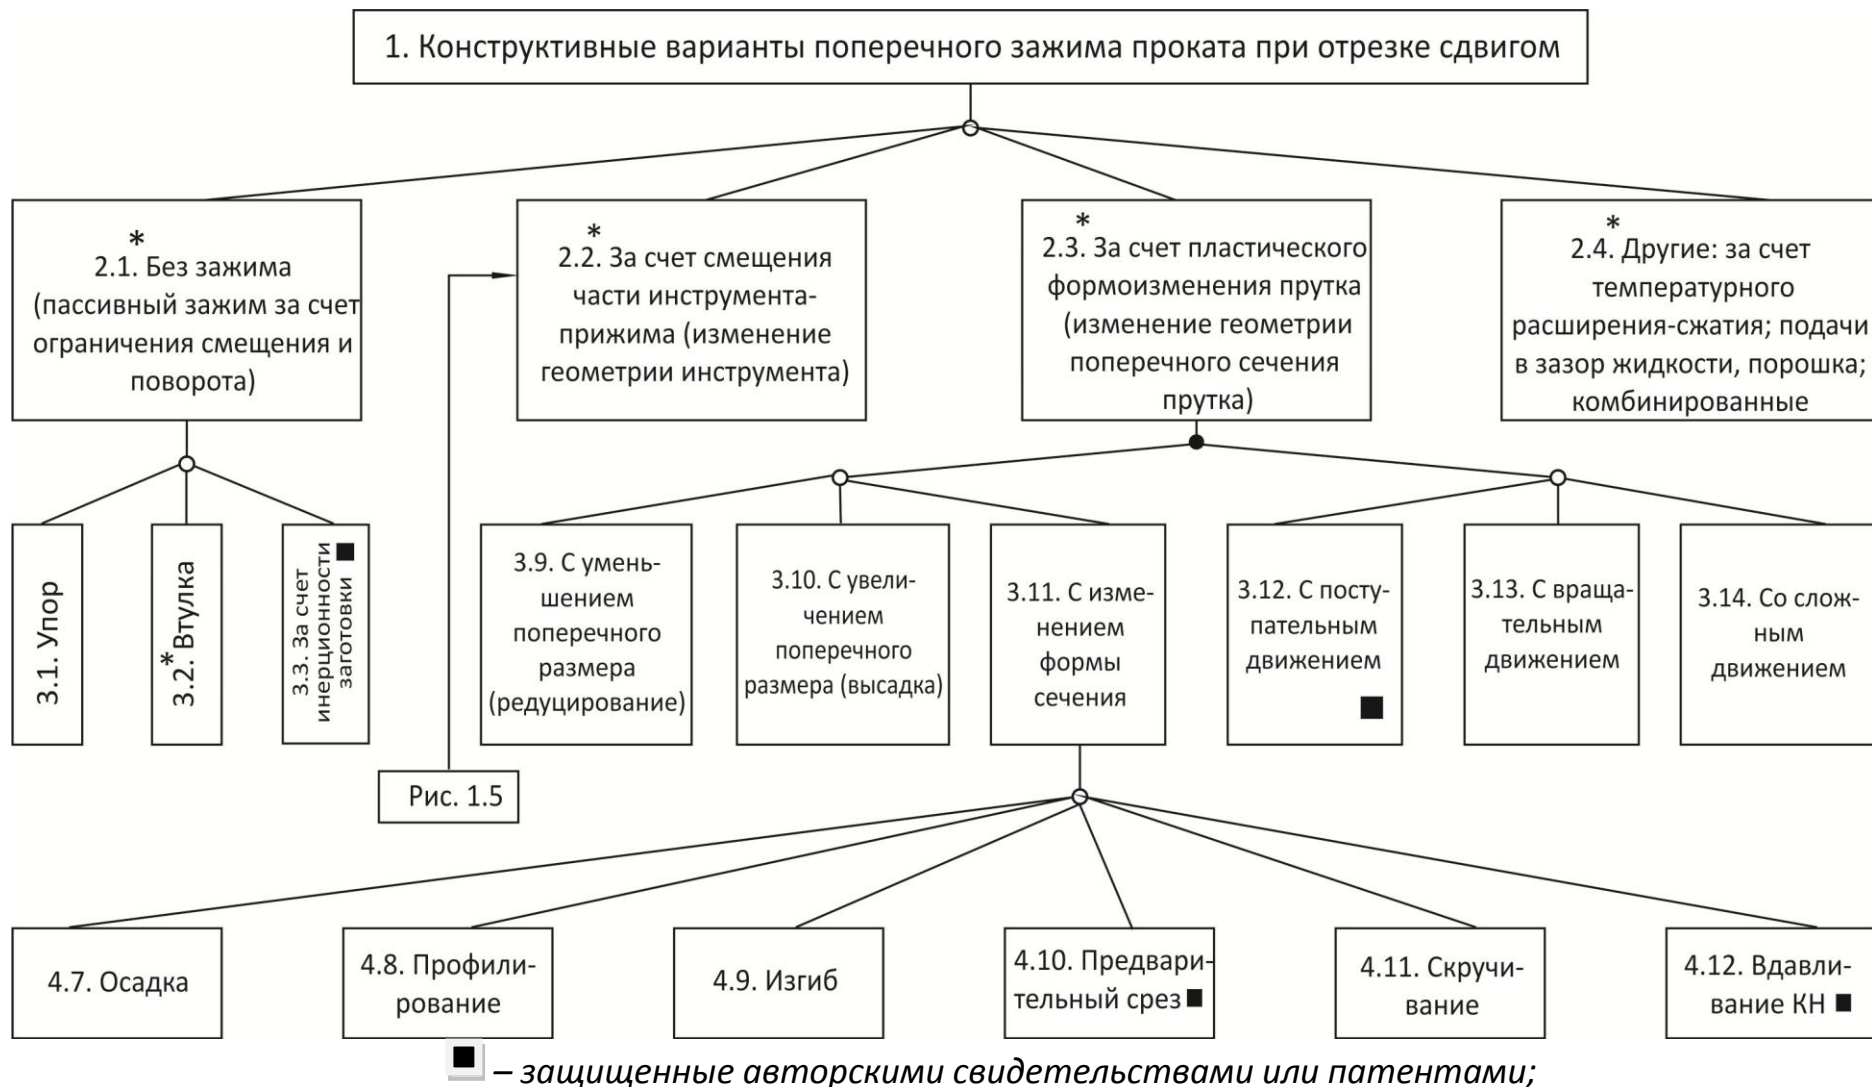 1. Конструктивные варианты поперечного зажима проката при отрезке сдвигом
*
2.1. Без зажима
(пассивный зажим за счет
ограничения смещения и
поворота)
*
2.2. За счет смещения
части инструмента-
прижима (изменение
геометрии инструмента)
*
2.3. За счет пластического
формоизменения прутка
(изменение геометрии
поперечного сечения
прутка)
*
2.4. Другие: за счет
температурного
расширения-сжатия; подачи
в зазор жидкости, порошка;
комбинированные
3.1. Упор
3.2.* Втулка
3.3. За счет
инерционности
заготовки ■
3.9. С умень-
шением
поперечного
размера
(редуцирование)
3.10. С увели-
чением
поперечного
размера (высадка)
3.11. С изме-
нением
формы
сечения
3.12. С посту-
пательным
движением
■
3.13. С враща-
тельным
движением
3.14. Со слож-
ным
движением
Рис. 1.5
4.7. Осадка
4.8. Профили-
рование
4.9. Изгиб
4.10. Предвари-
тельный срез ■
4.11. Скручи-
вание
4.12. Вдавли-
вание КН ■
■ – защищенные авторскими свидетельствами или патентами;